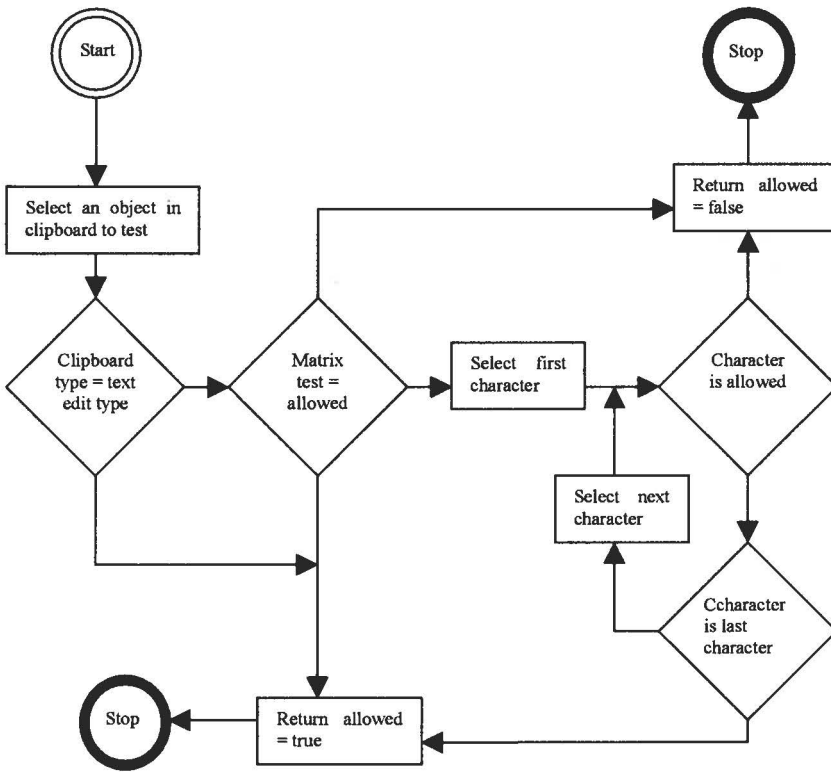 Start
Stop
Select an object in
clipboard to test
Return allowed
= false
Clipboard
type = text
edit type
Matrix
test =
allowed
Select first
character
Character
is allowed
Select next
character
Ccharacter
is last
character
Stop
Return allowed
= true